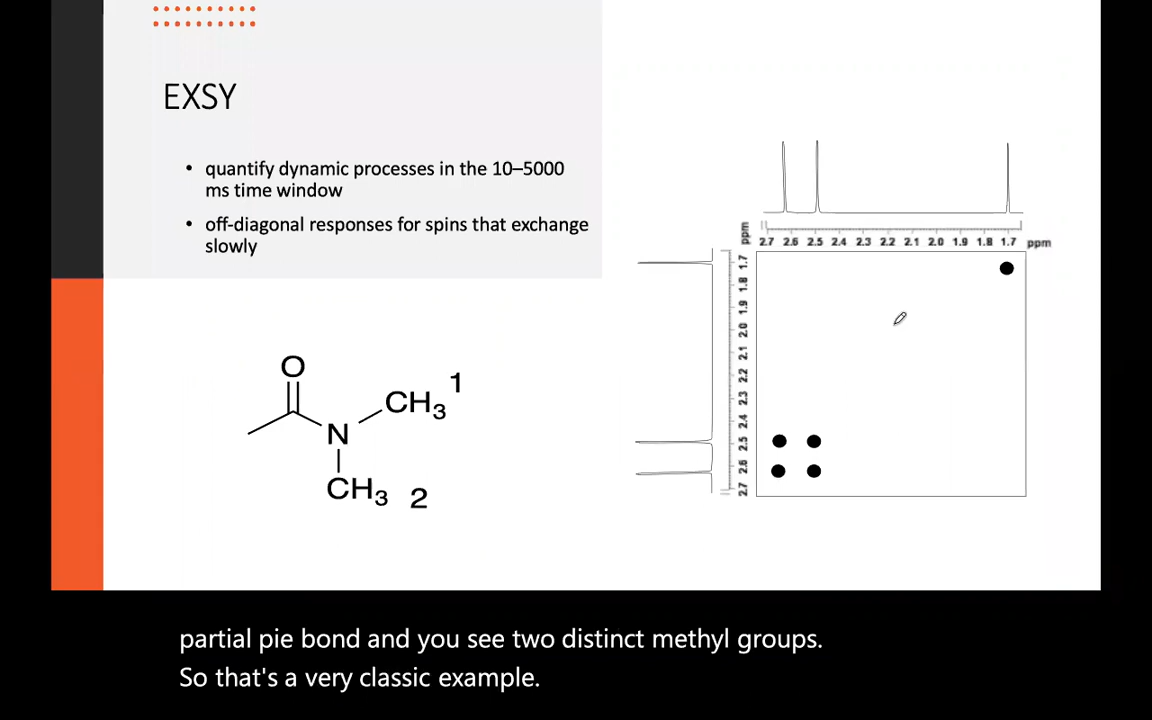 EXSY
• quantify dynamic processes in the 10–5000
ms time window
• off-diagonal responses for spins that exchange
slowly
O
N
CH3
1
CH3
2
ppm
2.7 2.6 2.5 2.4 2.3 2.2 2.1 2.0 1.9 1.8 1.7 ppm
1.7
1.8
1.9
2.0
2.1
2.2
2.3
2.4
2.5
2.6
2.7
partial pie bond and you see two distinct methyl groups.
So that's a very classic example.